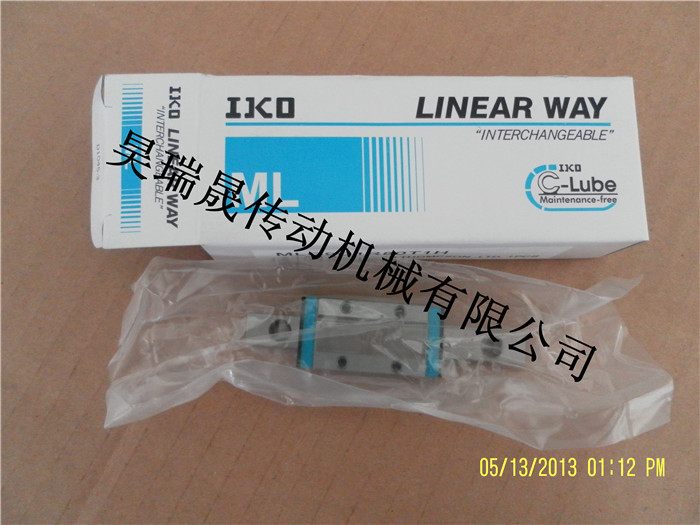 IKO
LINEAR WAY
"INTERCHANGEABLE"
ML
IKO
C-Lube
Maintenance-free
IKO LINEAR WAY
"INTERCHANGEABLE"
昊瑞晟传动机械有限公司
05/13/2013 01:12 PM